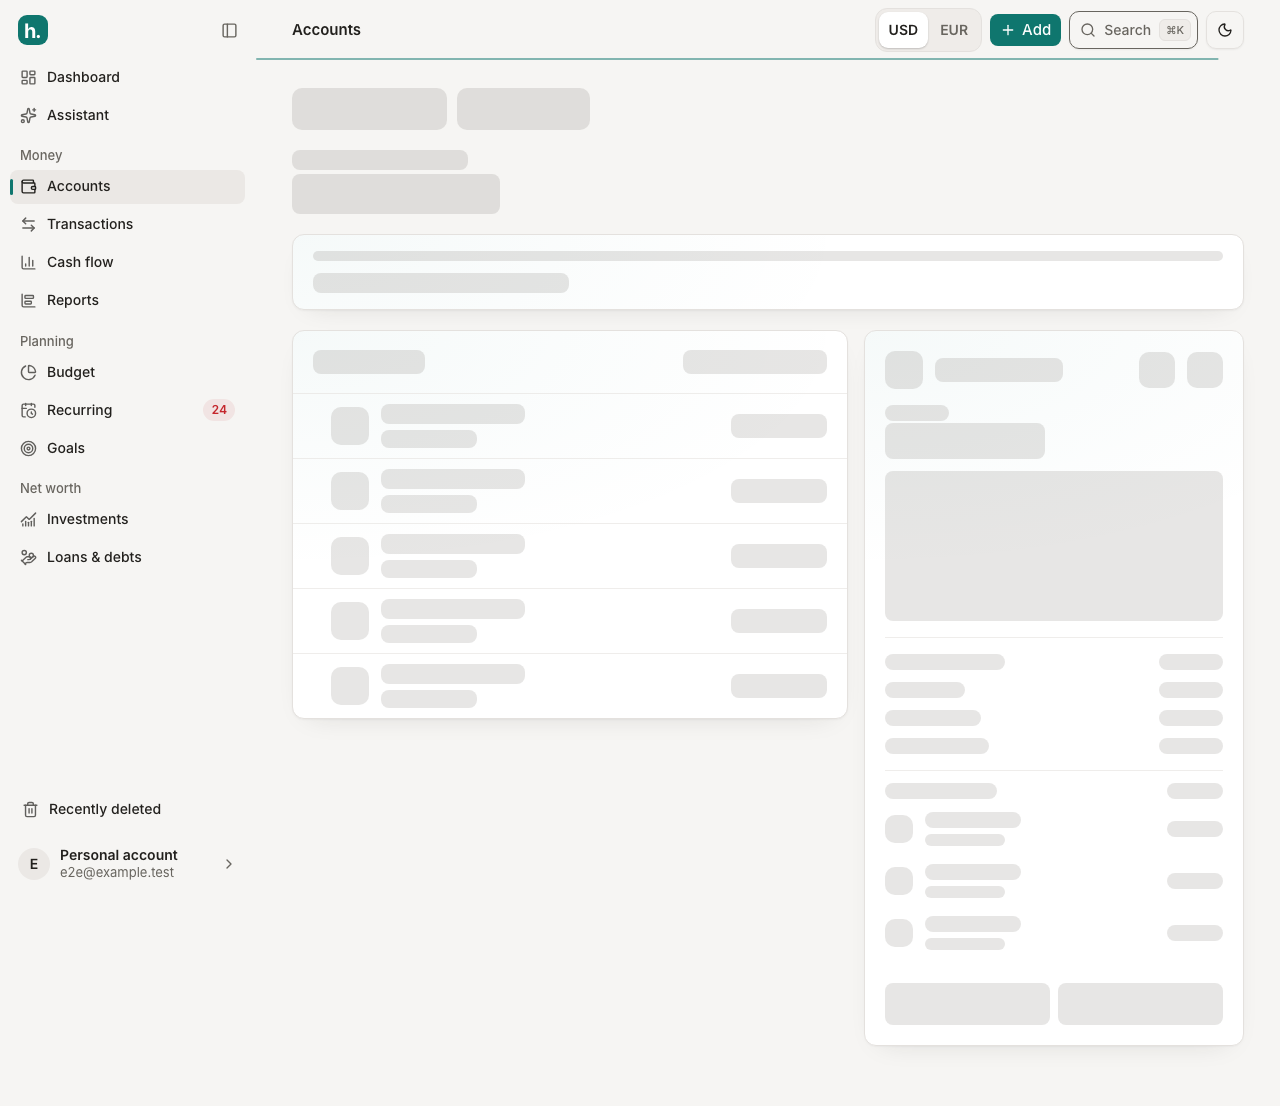 h.
Accounts
USD
EUR
Add
Search
⌘K
Dashboard
Assistant
Money
Accounts
Transactions
Cash flow
Reports
Planning
Budget
Recurring
24
Goals
Net worth
Investments
Loans & debts
Recently deleted
E
Personal account
e2e@example.test